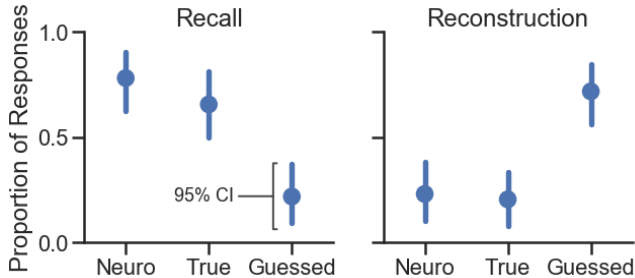 Recall
Reconstruction
Proportion of Responses
1.0
0.5
0.0
95% CI
Neuro True Guessed
Neuro True Guessed